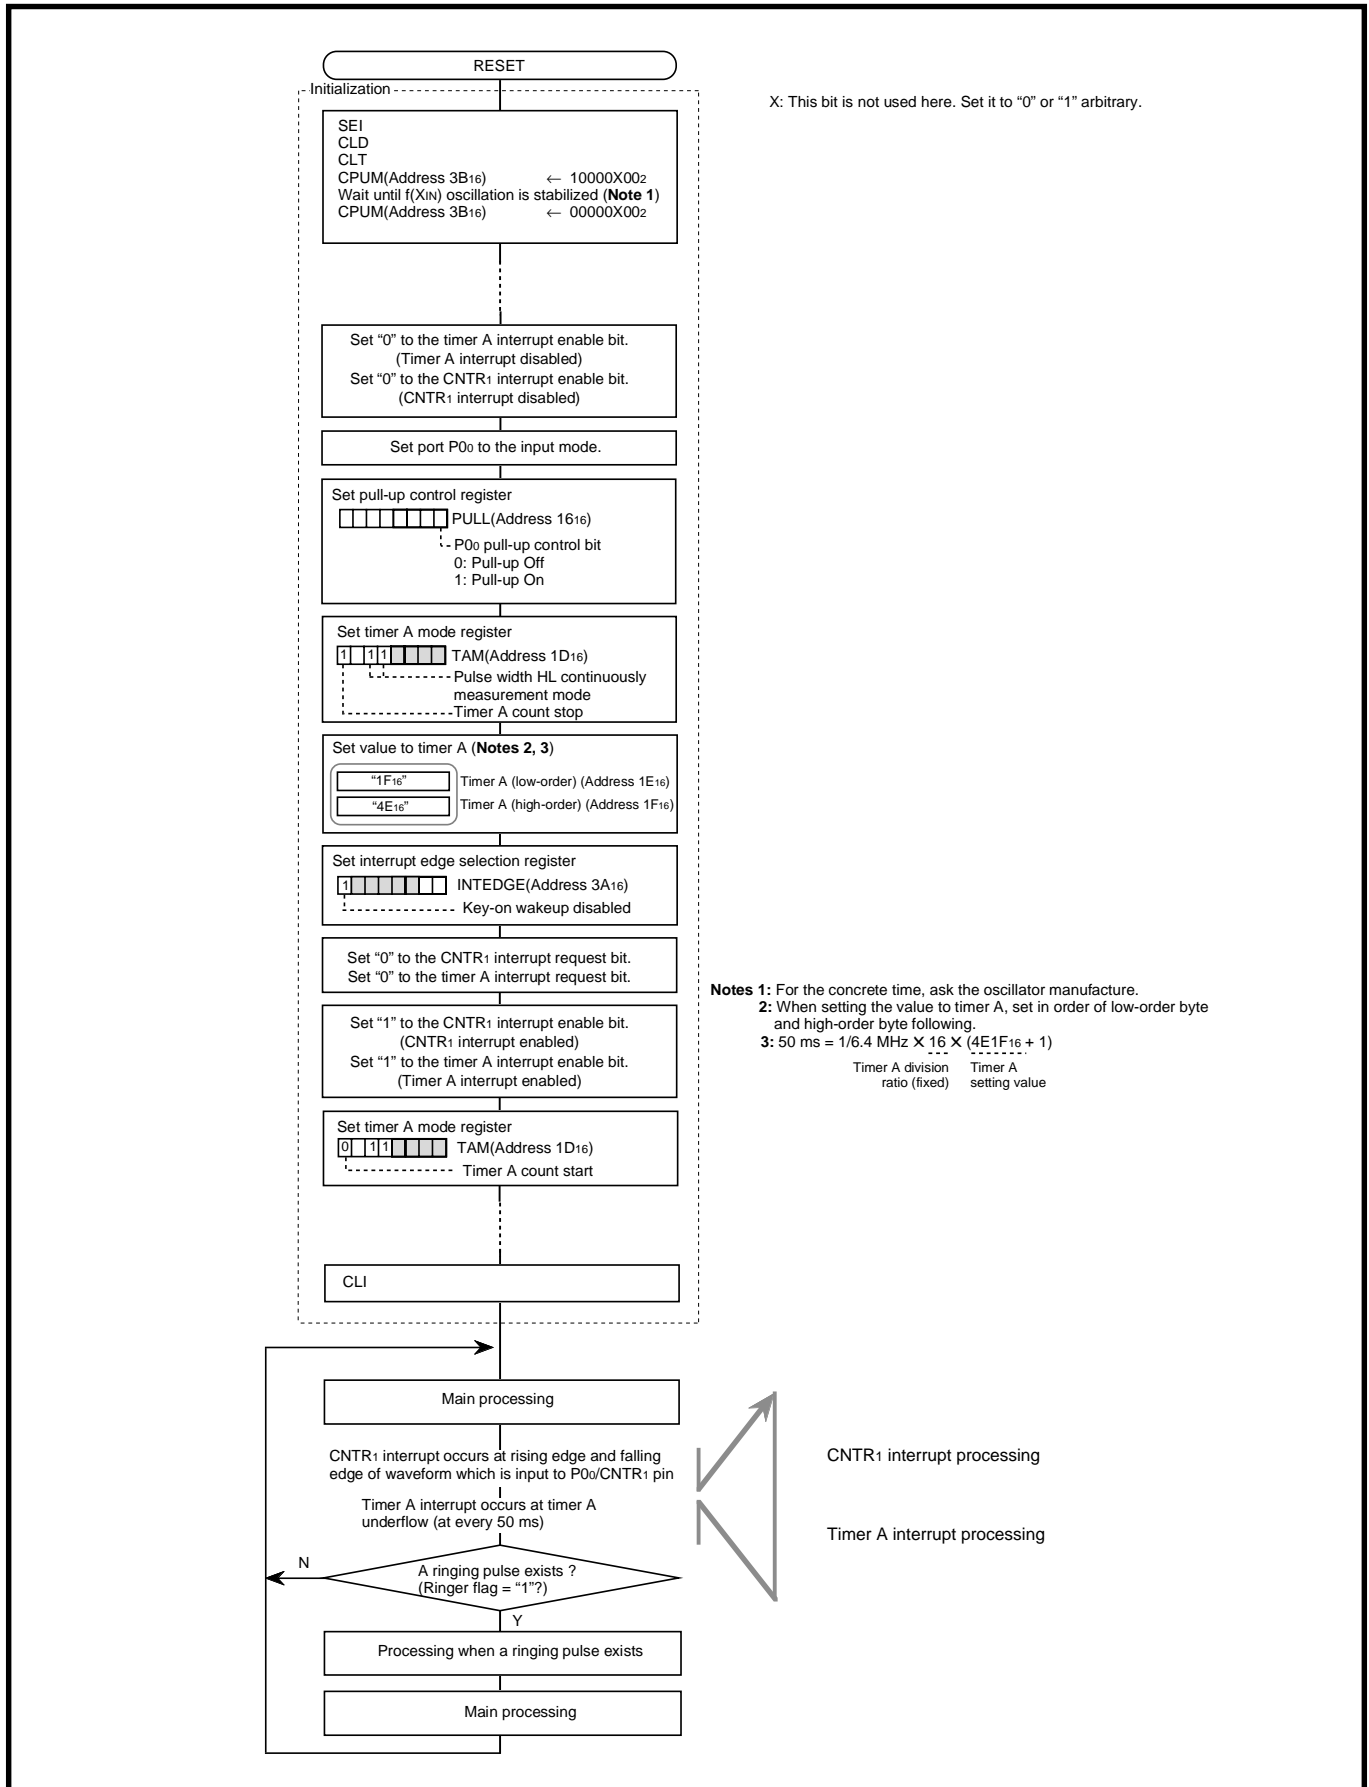 RESET
Initialization
X: This bit is not used here. Set it to “0” or “1” arbitrary.
SEI
CLD
CLT
CPUM(Address 3B16) ← 10000X002
Wait until f(XIN) oscillation is stabilized (Note 1)
CPUM(Address 3B16) ← 00000X002
Set “0” to the timer A interrupt enable bit.
(Timer A interrupt disabled)
Set “0” to the CNTR1 interrupt enable bit.
(CNTR1 interrupt disabled)
Set port P00 to the input mode.
Set pull-up control register
PULL(Address 1616)
P00 pull-up control bit
0: Pull-up Off
1: Pull-up On
Set timer A mode register
1 1 1 TAM(Address 1D16)
Pulse width HL continuously
measurement mode
Timer A count stop
Set value to timer A (Notes 2, 3)
“1F16” Timer A (low-order) (Address 1E16)
“4E16” Timer A (high-order) (Address 1F16)
Set interrupt edge selection register
1 INTEDGE(Address 3A16)
Key-on wakeup disabled
Set “0” to the CNTR1 interrupt request bit.
Set “0” to the timer A interrupt request bit.
Notes 1: For the concrete time, ask the oscillator manufacture.
2: When setting the value to timer A, set in order of low-order byte
and high-order byte following.
3: 50 ms = 1/6.4 MHz × 16 × (4E1F16 + 1)
Timer A division Timer A
ratio (fixed) setting value
Set “1” to the CNTR1 interrupt enable bit.
(CNTR1 interrupt enabled)
Set “1” to the timer A interrupt enable bit.
(Timer A interrupt enabled)
Set timer A mode register
0 1 1 TAM(Address 1D16)
Timer A count start
CLI
Main processing
CNTR1 interrupt occurs at rising edge and falling
edge of waveform which is input to P00/CNTR1 pin
CNTR1 interrupt processing
Timer A interrupt occurs at timer A
underflow (at every 50 ms)
Timer A interrupt processing
N
A ringing pulse exists ?
(Ringer flag = “1”?)
Y
Processing when a ringing pulse exists
Main processing